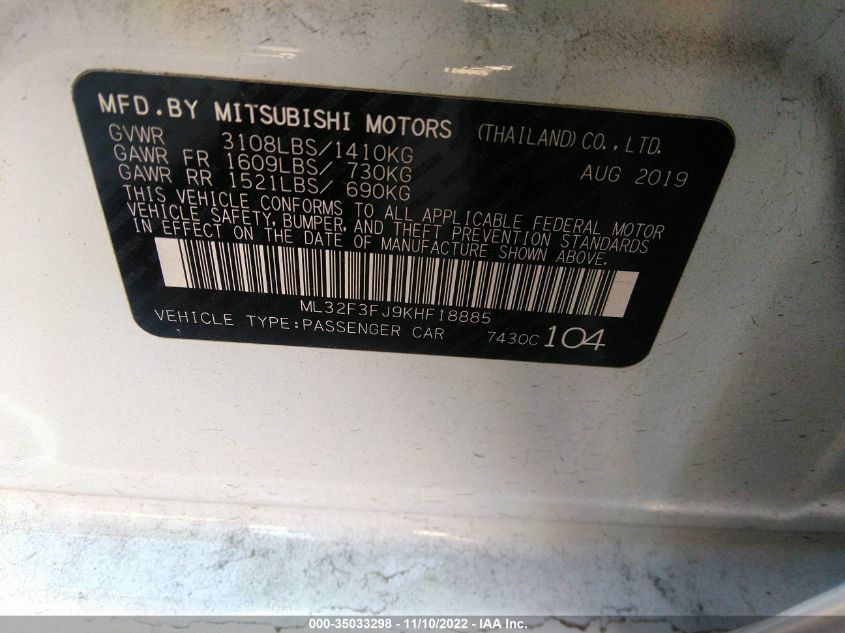 MFD.BY MITSUBISHI MOTORS (THAILAND) CO., LTD.
GVWR 3108LBS/1410KG AUG 2019
GAWR FR 1609LBS/ 730KG
GAWR RR 1521LBS/ 690KG
THIS VEHICLE CONFORMS TO ALL APPLICABLE FEDERAL MOTOR
VEHICLE SAFETY, BUMPER, AND THEFT PREVENTION STANDARDS
IN EFFECT ON THE DATE OF MANUFACTURE SHOWN ABOVE.
ML32F3FJ9KHF18885
VEHICLE TYPE:PASSENGER CAR 7430C 104
000-35033298 - 11/10/2022 - IAA Inc.